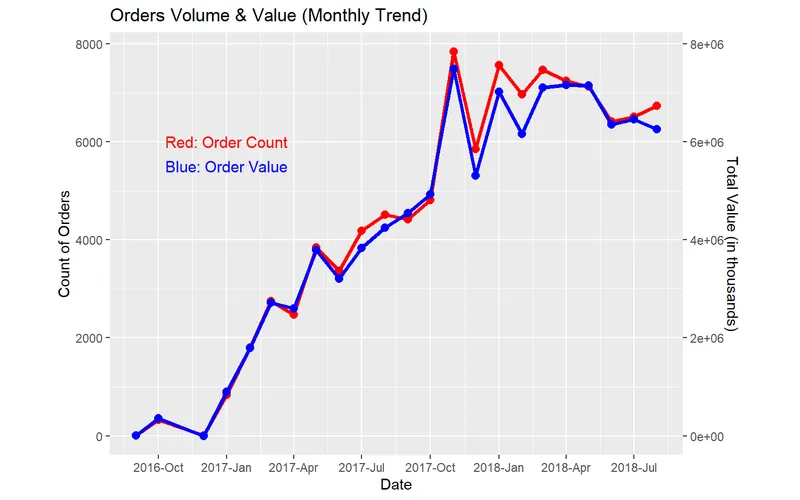 Orders Volume & Value (Monthly Trend)
8000
6000
4000
2000
0
Count of Orders
Red: Order Count
Blue: Order Value
8e+06
6e+06
4e+06
2e+06
0e+00
Total Value (in thousands)
2016-Oct 2017-Jan 2017-Apr 2017-Jul 2017-Oct 2018-Jan 2018-Apr 2018-Jul
Date